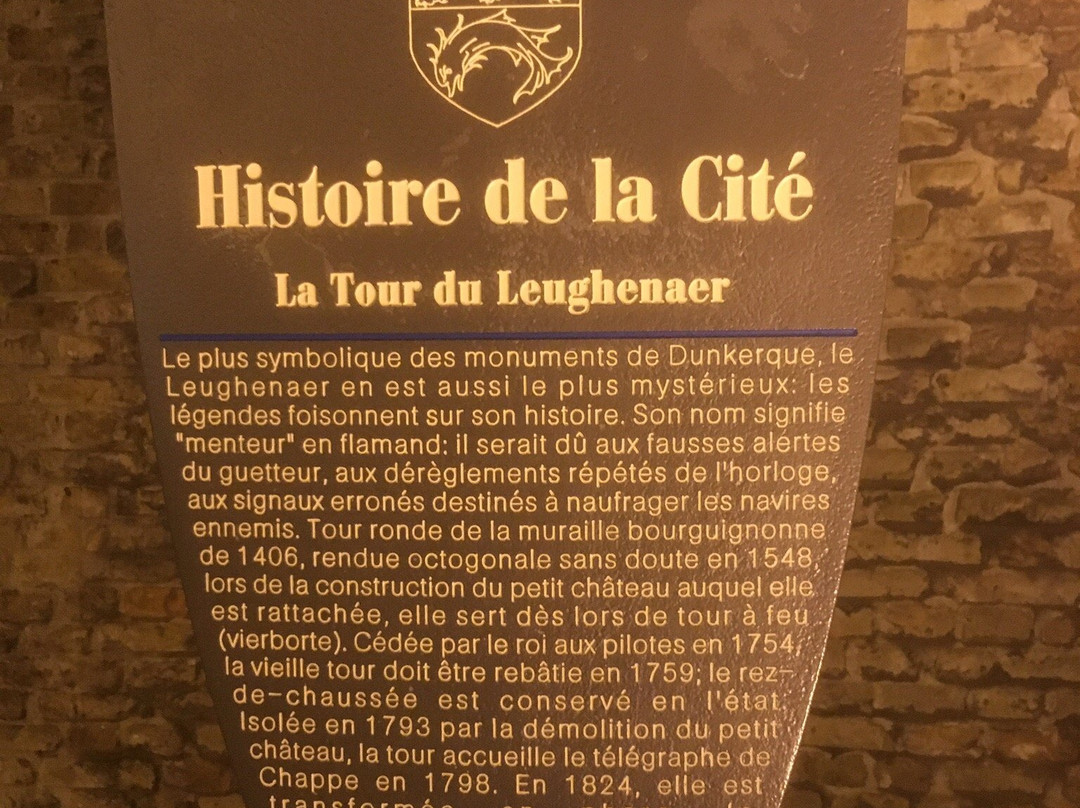 Histoire de la Cité
La Tour du Leughenaer
Le plus symbolique des monuments de Dunkerque, le
Leughenaer en est aussi le plus mystérieux: les
légendes foisonnent sur son histoire. Son nom signifie
"menteur" en flamand: il serait dû aux fausses alertes
du guetteur, aux dérèglements répétés de l'horloge,
aux signaux erronés destinés à naufrager les navires
ennemis. Tour ronde de la muraille bourguignonne
de 1406, rendue octogonale sans doute en 1548,
lors de la construction du petit château auquel elle
est rattachée, elle sert dès lors de tour à feu
(vierborte). Cédée par le roi aux pilotes en 1754,
la vieille tour doit être rebâtie en 1759; le rez-
de-chaussée est conservé en l'état.
Isolée en 1793 par la démolition du petit
château, la tour accueille le télégraphe de
Chappe en 1798. En 1824, elle est
transformée en